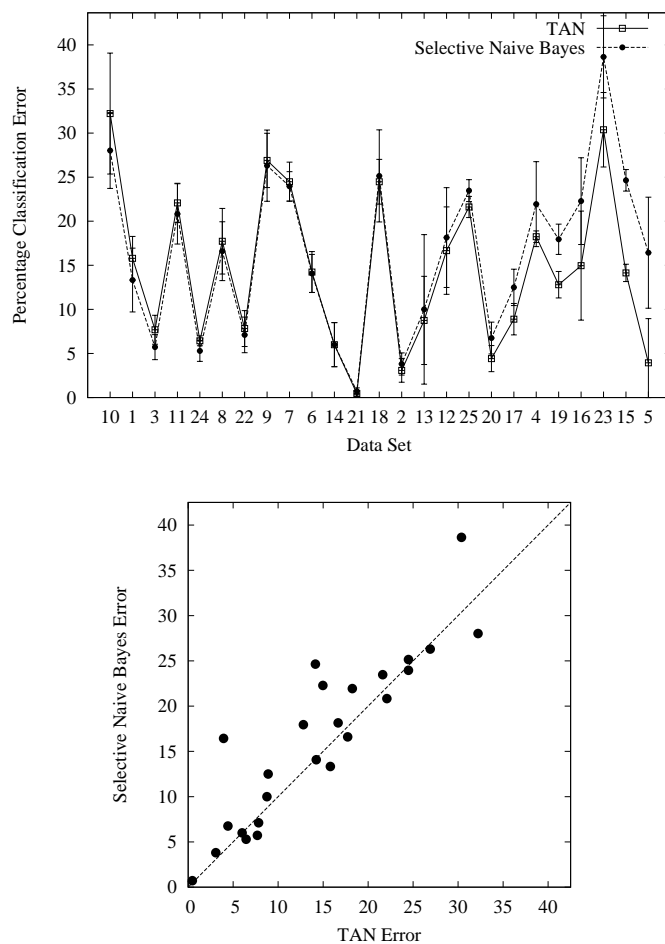 TAN
Selective Naive Bayes
Percentage Classification Error
40
35
30
25
20
15
10
5
0
10 1 3 11 24 8 22 9 7 6 14 21 18 2 13 12 25 20 17 4 19 16 23 15 5
Data Set
Selective Naive Bayes Error
40
35
30
25
20
15
10
5
0
0 5 10 15 20 25 30 35 40
TAN Error